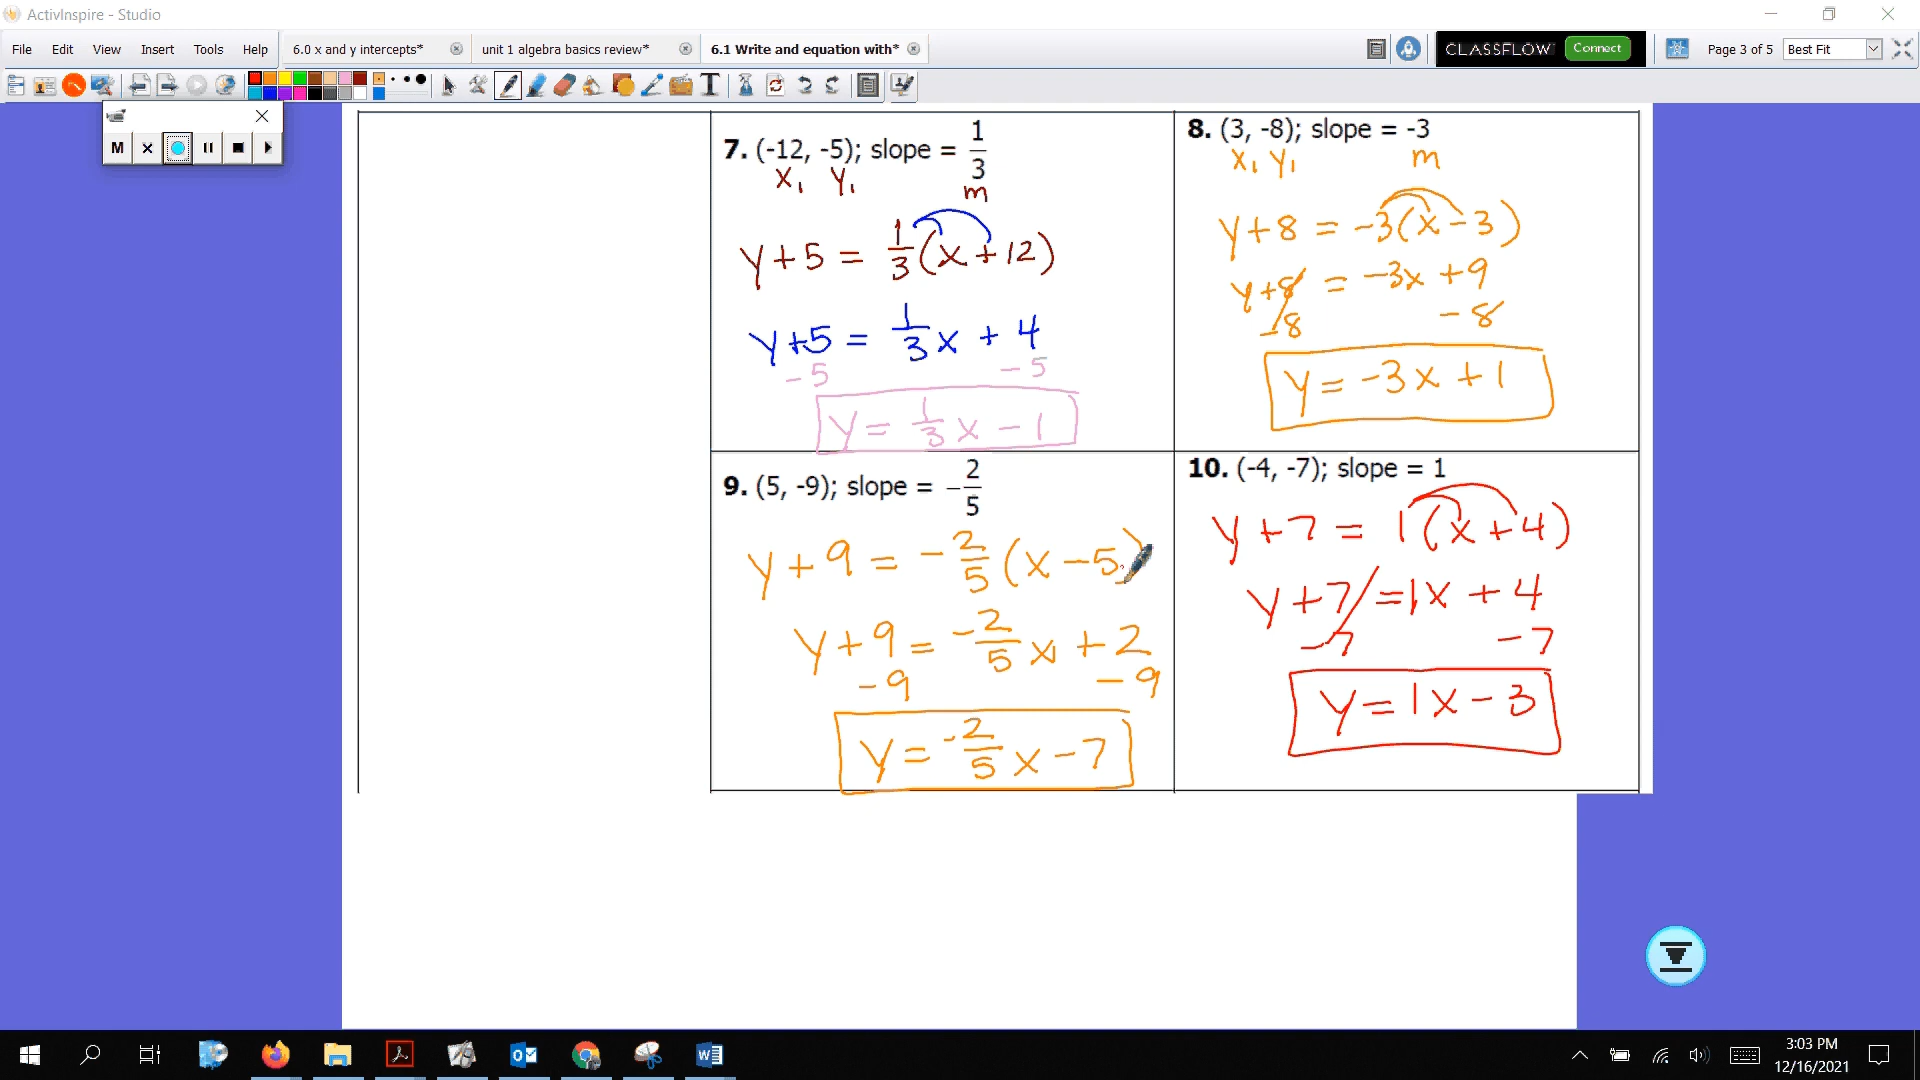 ActivInspire - Studio
File Edit View Insert Tools Help
6.0 x and y intercepts*
unit 1 algebra basics review*
6.1 Write and equation with*
CLASSFLOW Connect
Page 3 of 5
Best Fit
M
T
7. (-12, -5); slope = 1/3
x₁ y₁ m
y+5 = 1/3(x+12)
y+5 = 1/3x + 4
-5 -5
y = 1/3x - 1
8. (3, -8); slope = -3
x₁ y₁ m
y+8 = -3(x-3)
y+8 = -3x +9
-8 -8
y = -3x + 1
9. (5, -9); slope = -2/5
y+9 = -2/5(x-5)
y+9 = -2/5x + 2
-9 -9
y = -2/5x - 7
10. (-4, -7); slope = 1
y+7 = 1(x+4)
y+7 = 1x + 4
-7 -7
y = 1x - 3
3:03 PM
12/16/2021